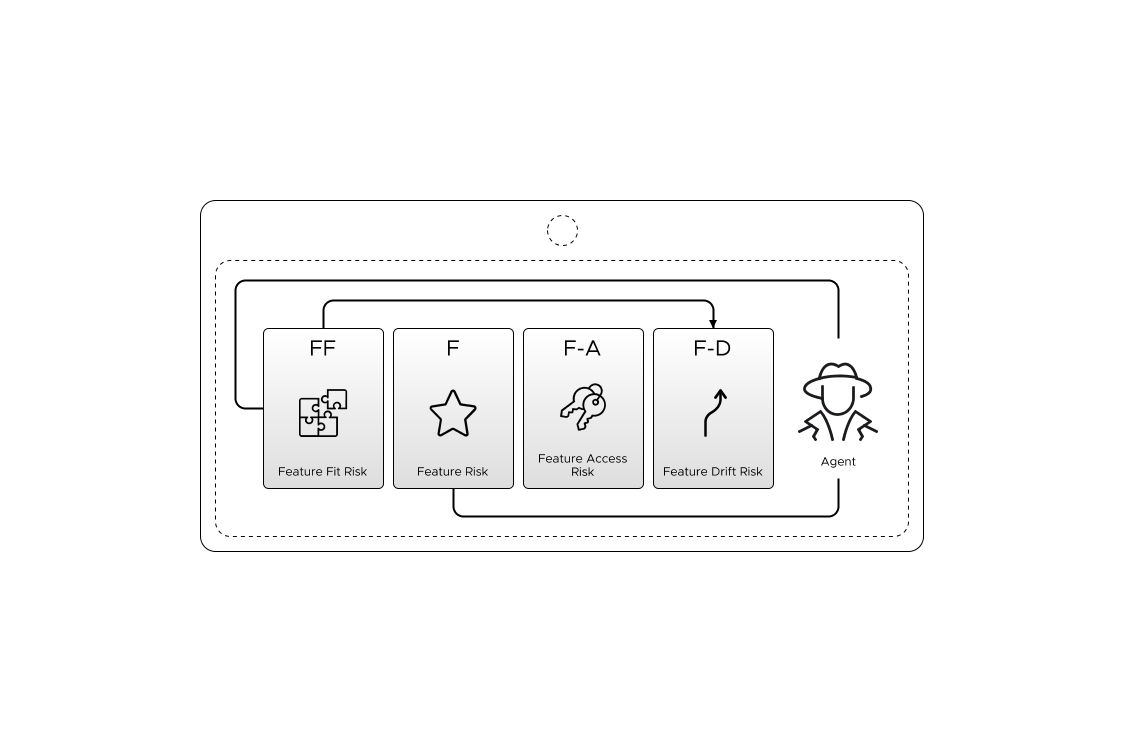 FF
F
F-A
F-D
Feature Fit Risk
Feature Risk
Feature Access
Risk
Feature Drift Risk
Agent